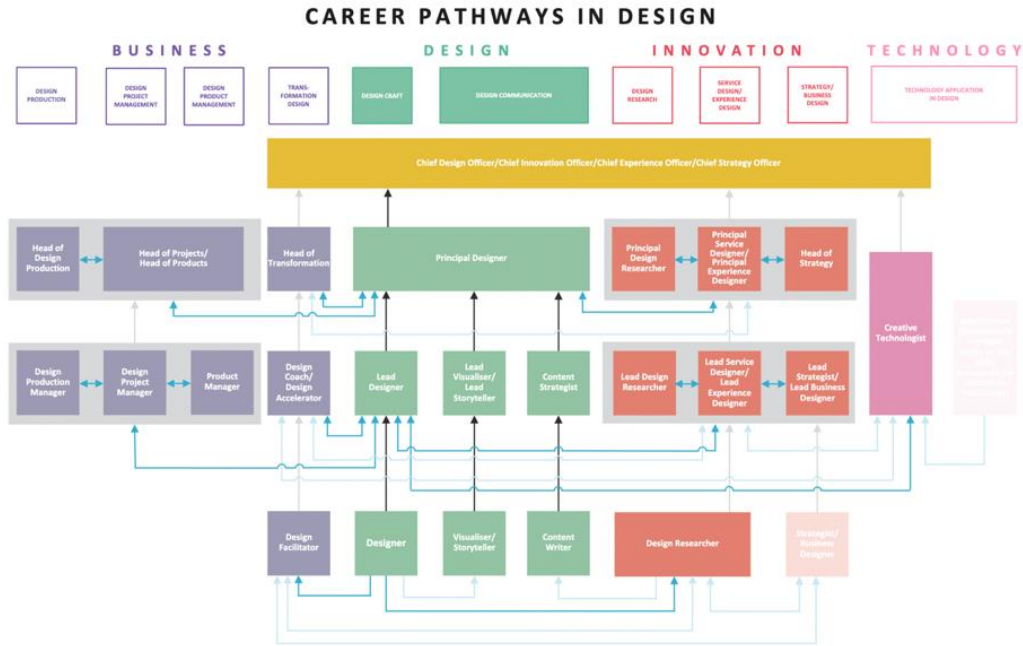 CAREER PATHWAYS IN DESIGN
BUSINESS
DESIGN
INNOVATION
TECHNOLOGY
DESIGN
PRODUCTION
DESIGN
PROJECT
MANAGEMENT
DESIGN
PRODUCT
MANAGEMENT
TRANS-
FORMATION
DESIGN
DESIGN CRAFT
DESIGN COMMUNICATION
DESIGN
RESEARCH
SERVICE
DESIGN/
EXPERIENCE
DESIGN
STRATEGY/
BUSINESS
DESIGN
TECHNOLOGY APPLICATION
IN DESIGN
Chief Design Officer/Chief Innovation Officer/Chief Experience Officer/Chief Strategy Officer
Head of
Design
Production
Head of Projects/
Head of Products
Head of
Transformation
Principal Designer
Principal
Design
Researcher
Principal
Service
Designer/
Principal
Experience
Designer
Head of
Strategy
Creative
Technologist
Design
Production
Manager
Design
Project
Manager
Product
Manager
Design
Coach/
Design
Accelerator
Lead
Designer
Lead
Visualiser/
Lead
Storyteller
Content
Strategist
Lead Design
Researcher
Lead Service
Designer/
Lead
Experience
Designer
Lead
Strategist/
Lead Business
Designer
Design
Facilitator
Designer
Visualiser/
Storyteller
Content
Writer
Design Researcher
Strategist/
Business
Designer